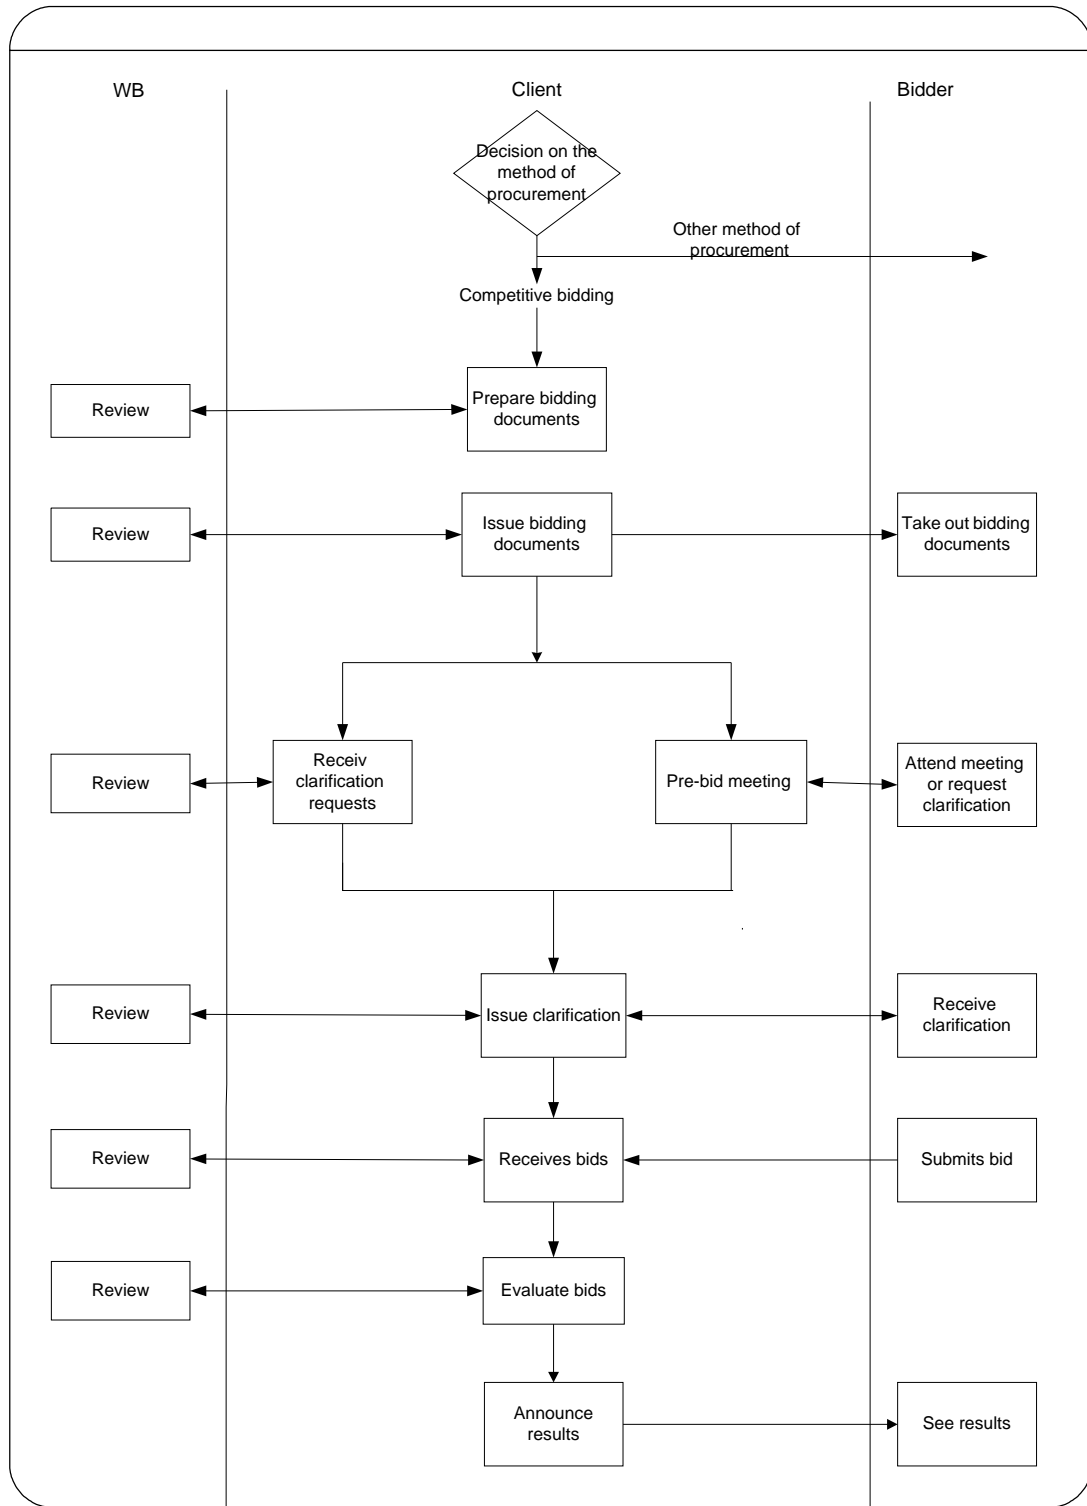 WB
Client
Bidder
Decision on the
method of
procurement
Other method of
procurement
Competitive bidding
Review
Prepare bidding
documents
Review
Issue bidding
documents
Take out bidding
documents
Review
Receiv
clarification
requests
Pre-bid meeting
Attend meeting
or request
clarification
Review
Issue clarification
Receive
clarification
Review
Receives bids
Submits bid
Review
Evaluate bids
Announce
results
See results